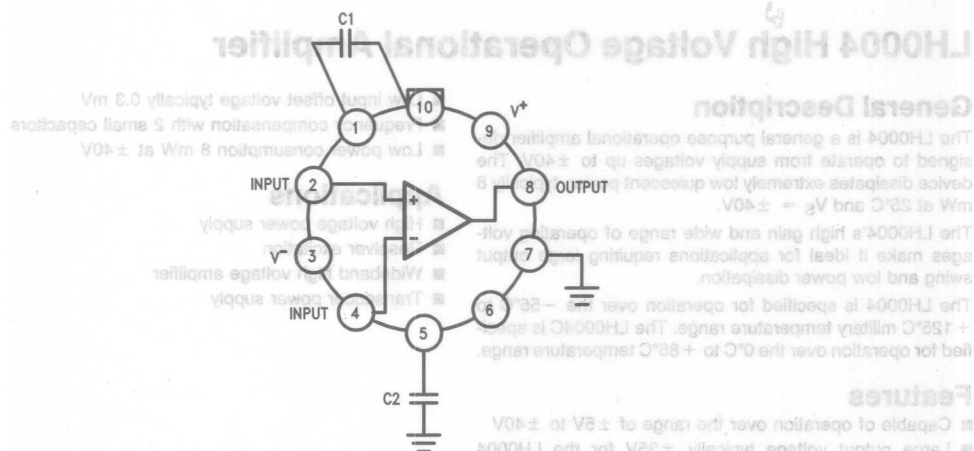 C1
10
1
9
V+
INPUT
2
+
8
OUTPUT
−
V−
3
7
INPUT
4
6
5
C2
LH0004 High Voltage Operational Amplifier
General Description
The LH0004 is a general purpose operational amplifier
signed to operate from supply voltages up to ±40V. The
device dissipates extremely low quiescent 8
mW at 25°C and VS = ±40V.
The LH0004's high gain and wide range of operation volt-
ages make it ideal for applications requiring large output
swing and low power dissipation.
The LH0004 is specified for operation over the −55°C to
+125°C military temperature range. The LH0004C is speci-
fied for operation over the 0°C to +85°C temperature range.
Features
■ Capable of operation over the range of ±5V to ±40V
■ Large output voltage typically ±35V for the LH0004
■ Low input offset voltage typically 0.3 mV
■ Frequency compensation with 2 small capacitors
■ Low power consumption 8 mW at ±40V
Applications
■ High voltage power supply
■ Resolver excitation
■ Wideband high voltage amplifier
■ Transducer power supply